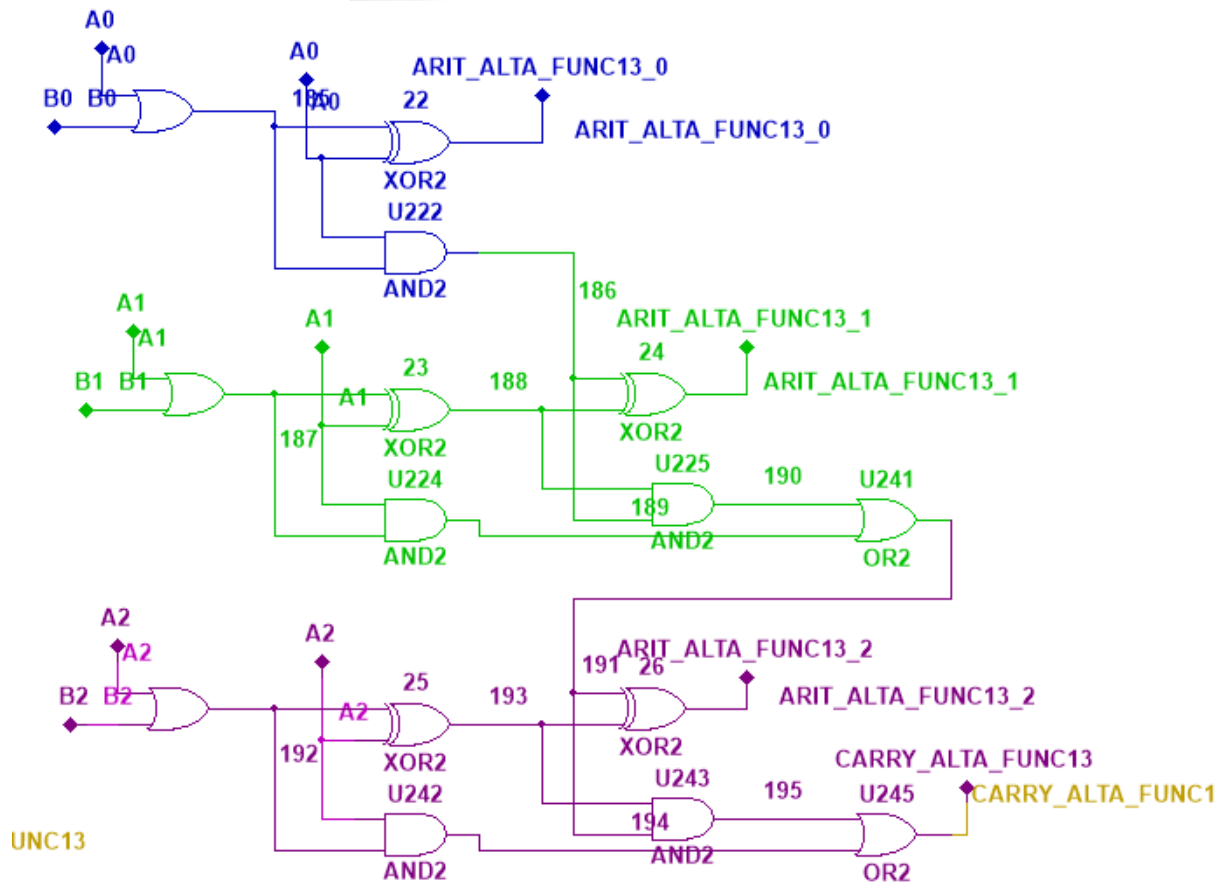 A0
A0
A0
ARIT_ALTA_FUNC13_0
B0 B0
185
A0
22
ARIT_ALTA_FUNC13_0
XOR2
U222
AND2
186
A1
A1
A1
ARIT_ALTA_FUNC13_1
24
B1 B1
23
188
ARIT_ALTA_FUNC13_1
A1
187
XOR2
XOR2
U224
U225
190
U241
189
AND2
AND2
OR2
A2
A2
A2
ARIT_ALTA_FUNC13_2
191
26
B2 B2
25
193
ARIT_ALTA_FUNC13_2
A2
192
XOR2
XOR2
CARRY_ALTA_FUNC13
U242
U243
195
U245
CARRY_ALTA_FUNC1
194
UNC13
AND2
AND2
OR2